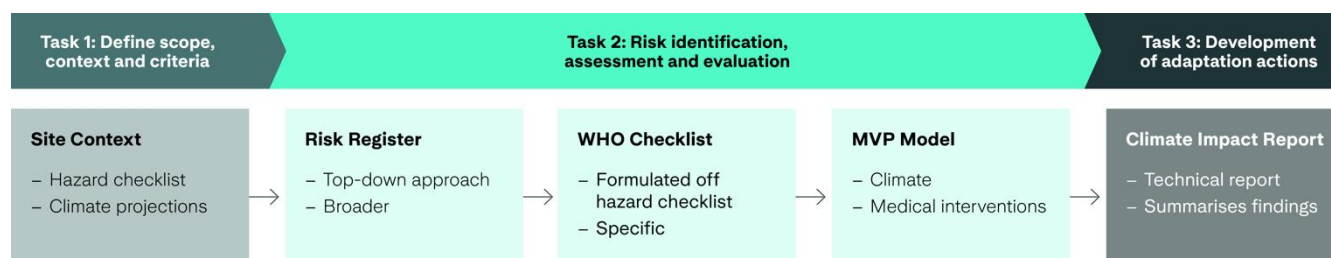 Task 1: Define scope,
context and criteria
Task 2: Risk identification,
assessment and evaluation
Task 3: Development
of adaptation actions
Site Context
– Hazard checklist
– Climate projections
Risk Register
– Top-down approach
– Broader
WHO Checklist
– Formulated off
hazard checklist
– Specific
MVP Model
– Climate
– Medical interventions
Climate Impact Report
– Technical report
– Summarises findings